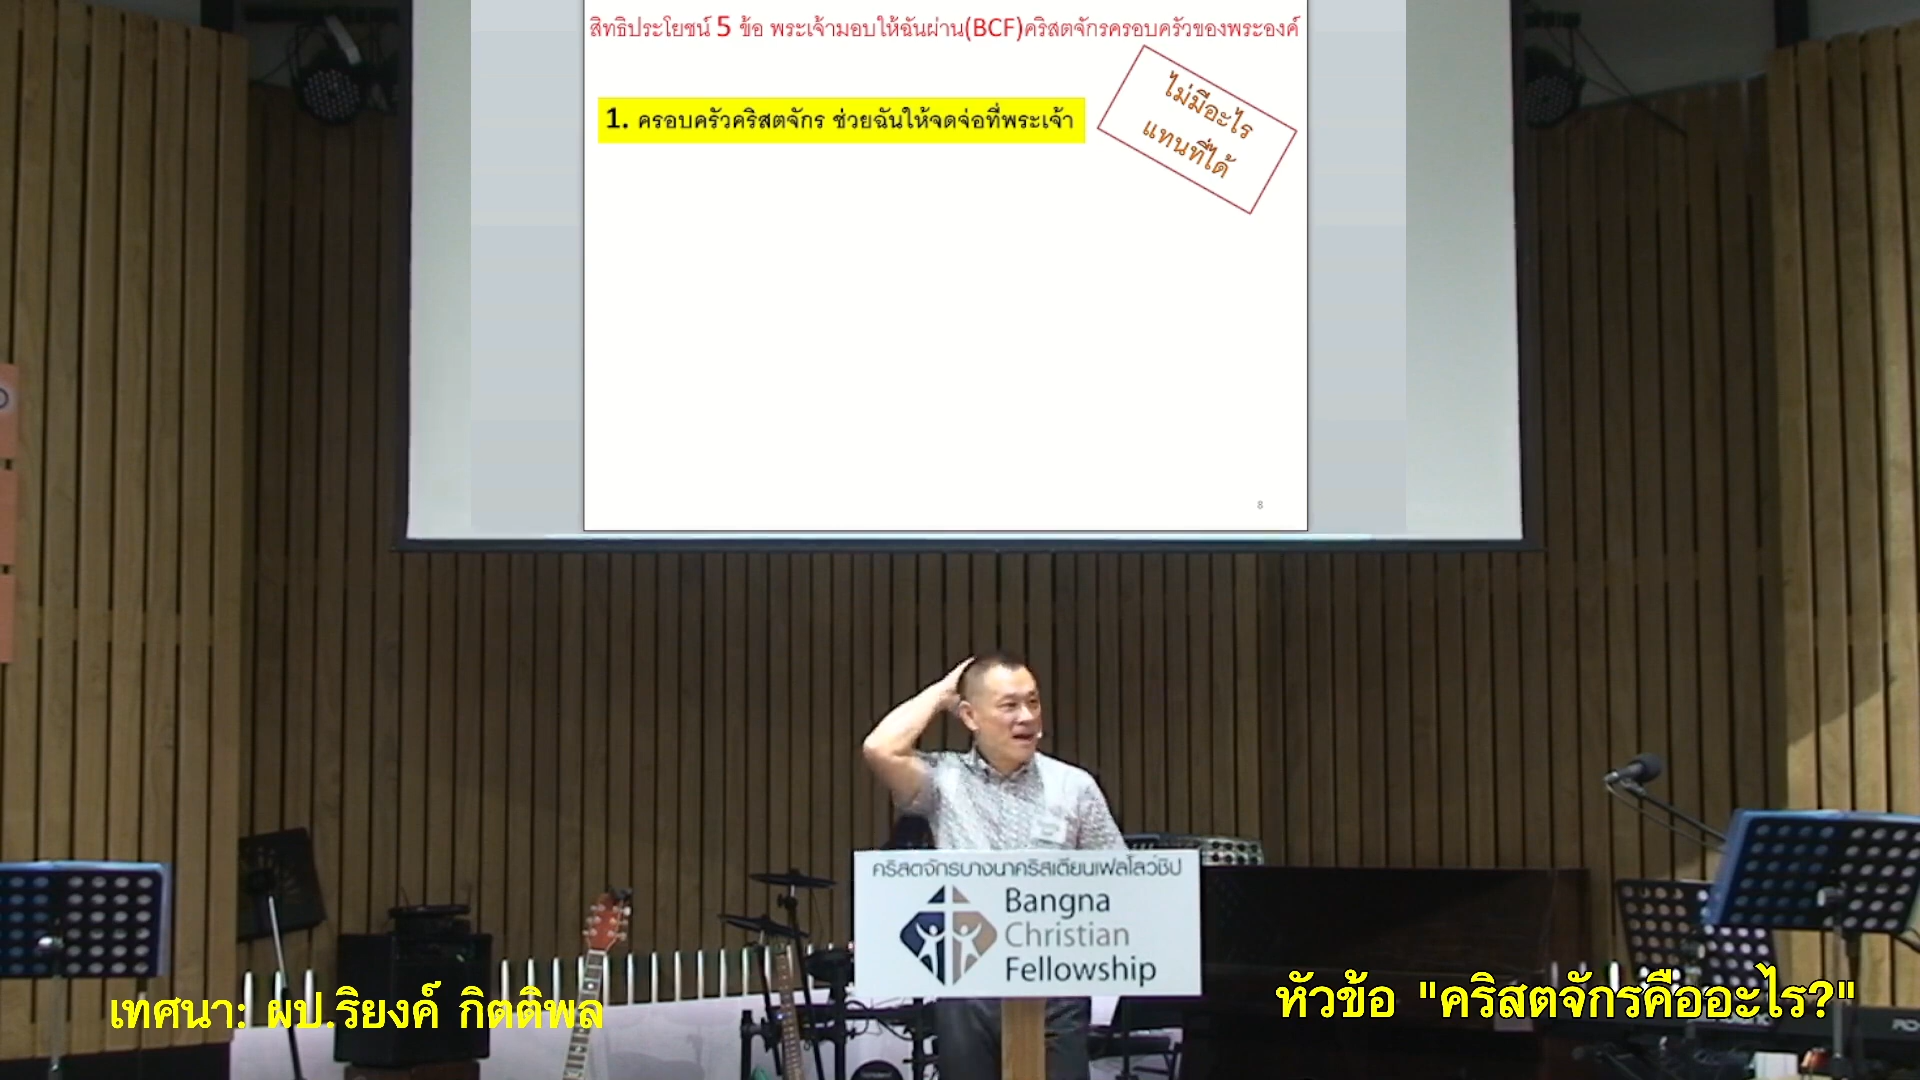 สิทธิประโยชน์ 5 ข้อ พระเจ้ามอบให้ฉันผ่าน(BCF)คริสตจักรครอบครัวของพระองค์
1. ครอบครัวคริสตจักร ช่วยฉันให้จดจ่อที่พระเจ้า
ไม่มีอะไร
แทนที่ได้
8
คริสตจักรบางนาคริสเตียนเฟลโลว์ชิป
Bangna
Christian
Fellowship
เทศนา: ผป.ริยงค์ กิตติพล
หัวข้อ "คริสตจักรคืออะไร?"